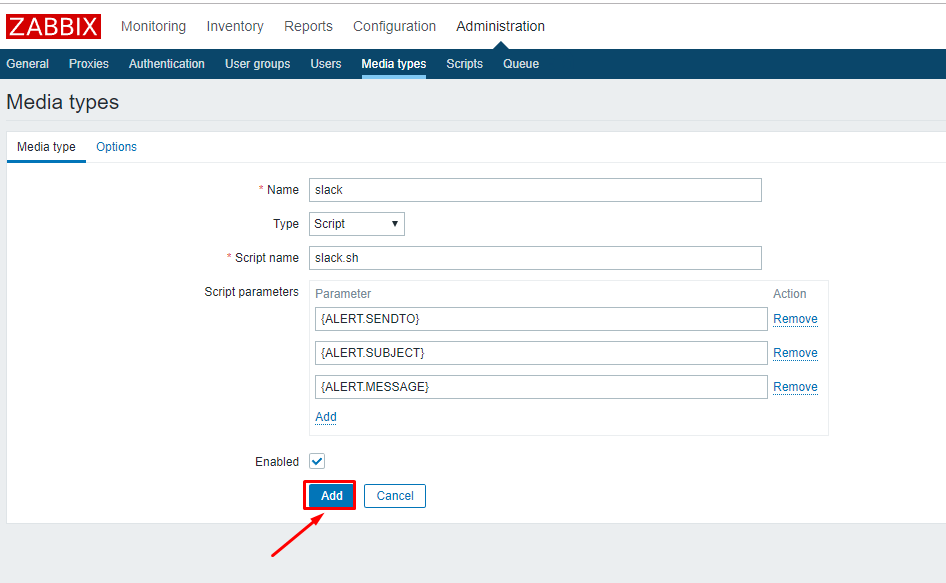 ZABBIX Monitoring Inventory Reports Configuration Administration
General Proxies Authentication User groups Users Media types Scripts Queue
Media types
Media type Options
* Name slack
Type Script
* Script name slack.sh
Script parameters Parameter Action
{ALERT.SENDTO} Remove
{ALERT.SUBJECT} Remove
{ALERT.MESSAGE} Remove
Add
Enabled
Add Cancel